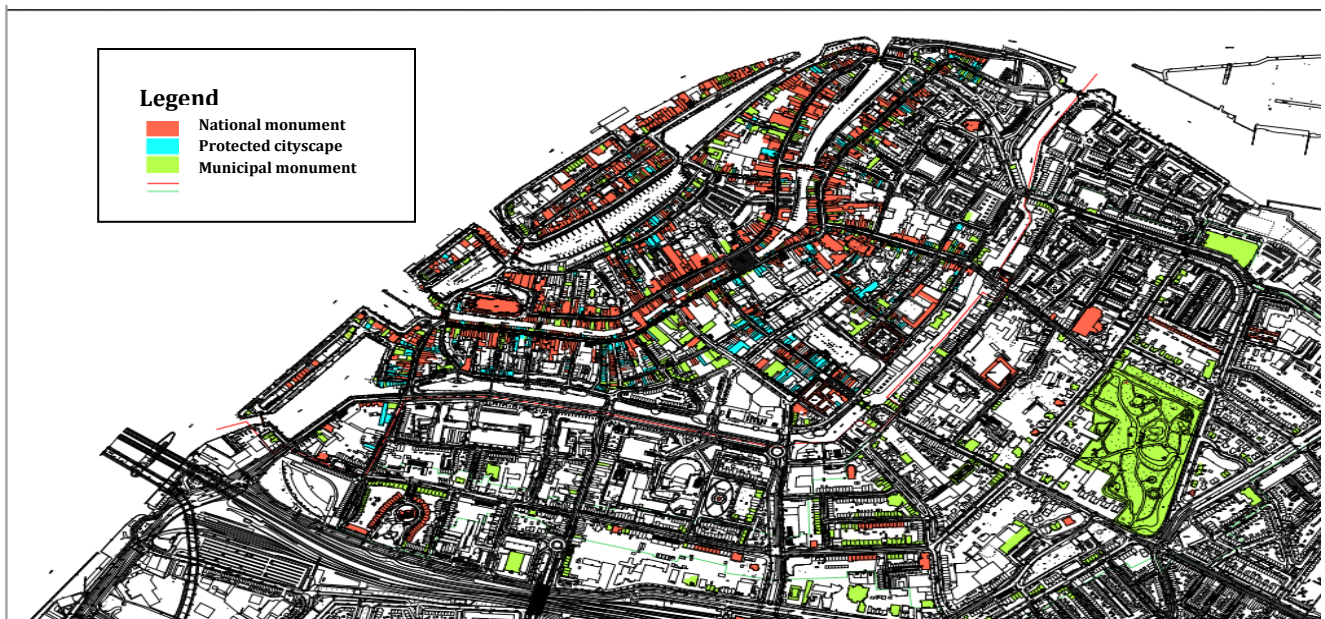 Legend
National monument
Protected cityscape
Municipal monument